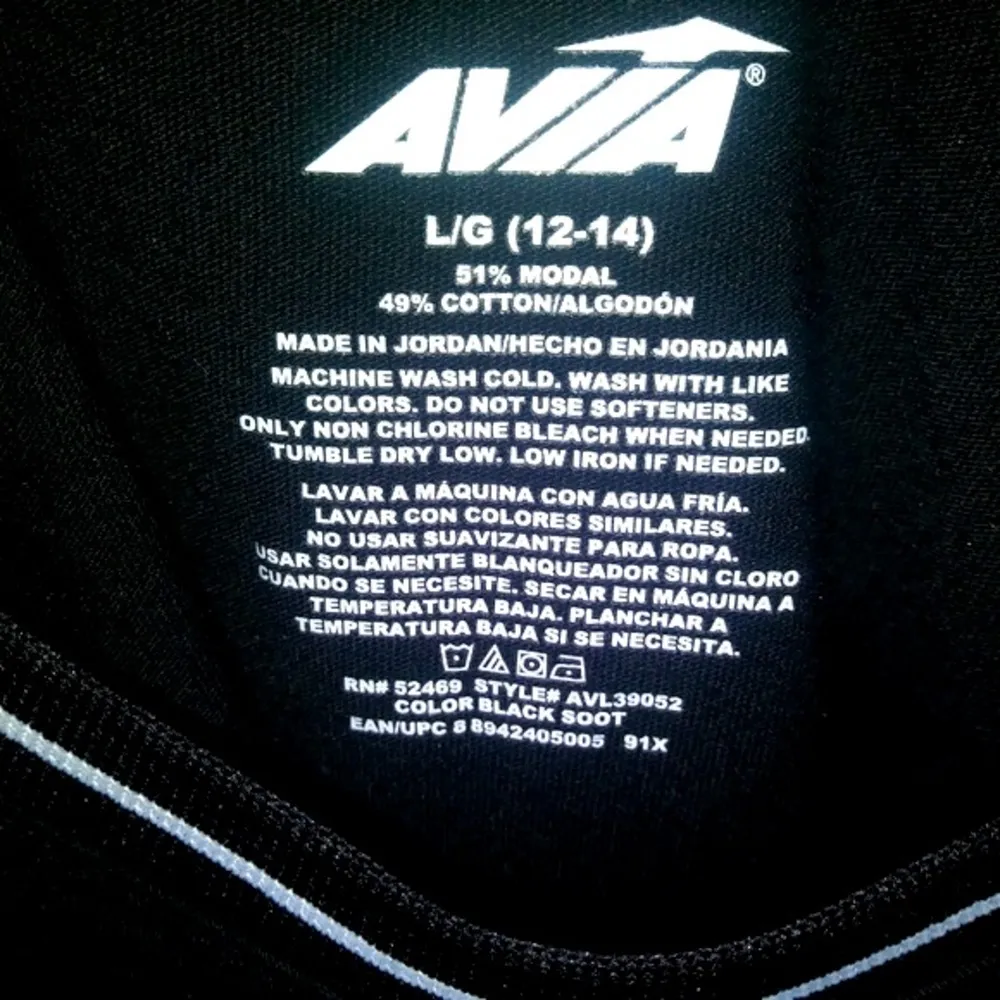 AVIA®
L/G (12-14)
51% MODAL
49% COTTON/ALGODÓN
MADE IN JORDAN/HECHO EN JORDANIA
MACHINE WASH COLD. WASH WITH LIKE
COLORS. DO NOT USE SOFTENERS.
ONLY NON CHLORINE BLEACH WHEN NEEDED.
TUMBLE DRY LOW. LOW IRON IF NEEDED.
LAVAR A MÁQUINA CON AGUA FRÍA.
LAVAR CON COLORES SIMILARES.
NO USAR SUAVIZANTE PARA ROPA.
USAR SOLAMENTE BLANQUEADOR SIN CLORO
CUANDO SE NECESITE. SECAR EN MÁQUINA A
TEMPERATURA BAJA. PLANCHAR A
TEMPERATURA BAJA SI SE NECESITA.
RN# 52469 STYLE# AVL39052
COLOR BLACK SOOT
EAN/UPC 8 8942405005 91X